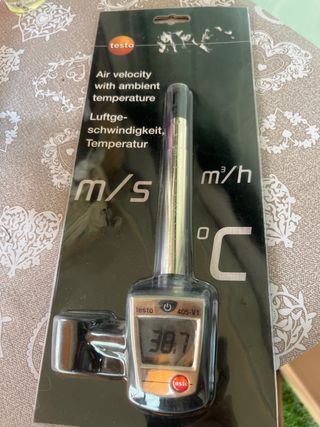 testo
Air velocity
with ambient
temperature
Luftge-
schwindigkeit,
Temperatur
m/s
m³/h
°C
testo
405-V1
38.7
testo